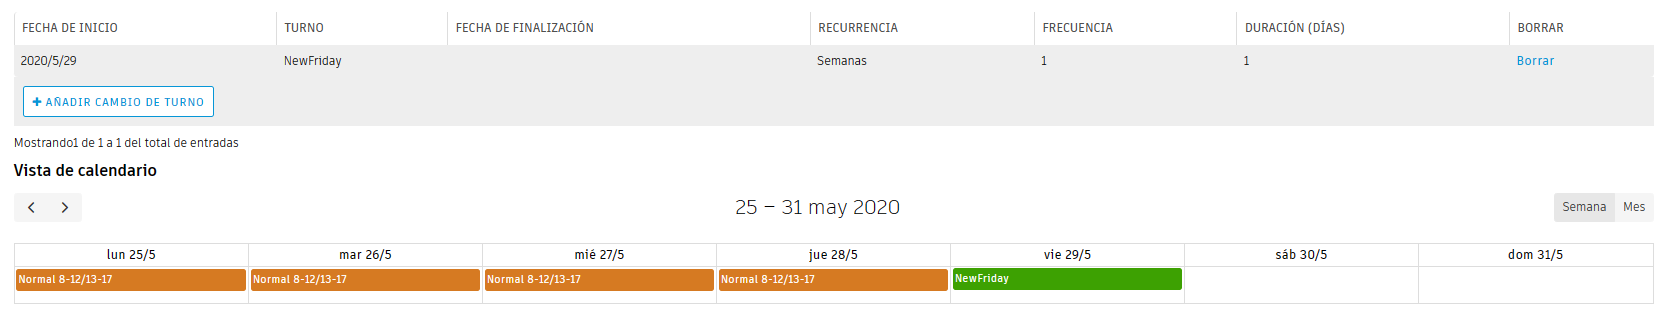 FECHA DE INICIO TURNO FECHA DE FINALIZACIÓN RECURRENCIA FRECUENCIA DURACIÓN (DÍAS) BORRAR
2020/5/29 NewFriday Semanas 1 1 Borrar
+ AÑADIR CAMBIO DE TURNO
Mostrando1 de 1 a 1 del total de entradas
Vista de calendario
25 – 31 may 2020 Semana Mes
lun 25/5 mar 26/5 mié 27/5 jue 28/5 vie 29/5 sáb 30/5 dom 31/5
Normal 8-12/13-17 Normal 8-12/13-17 Normal 8-12/13-17 Normal 8-12/13-17 NewFriday